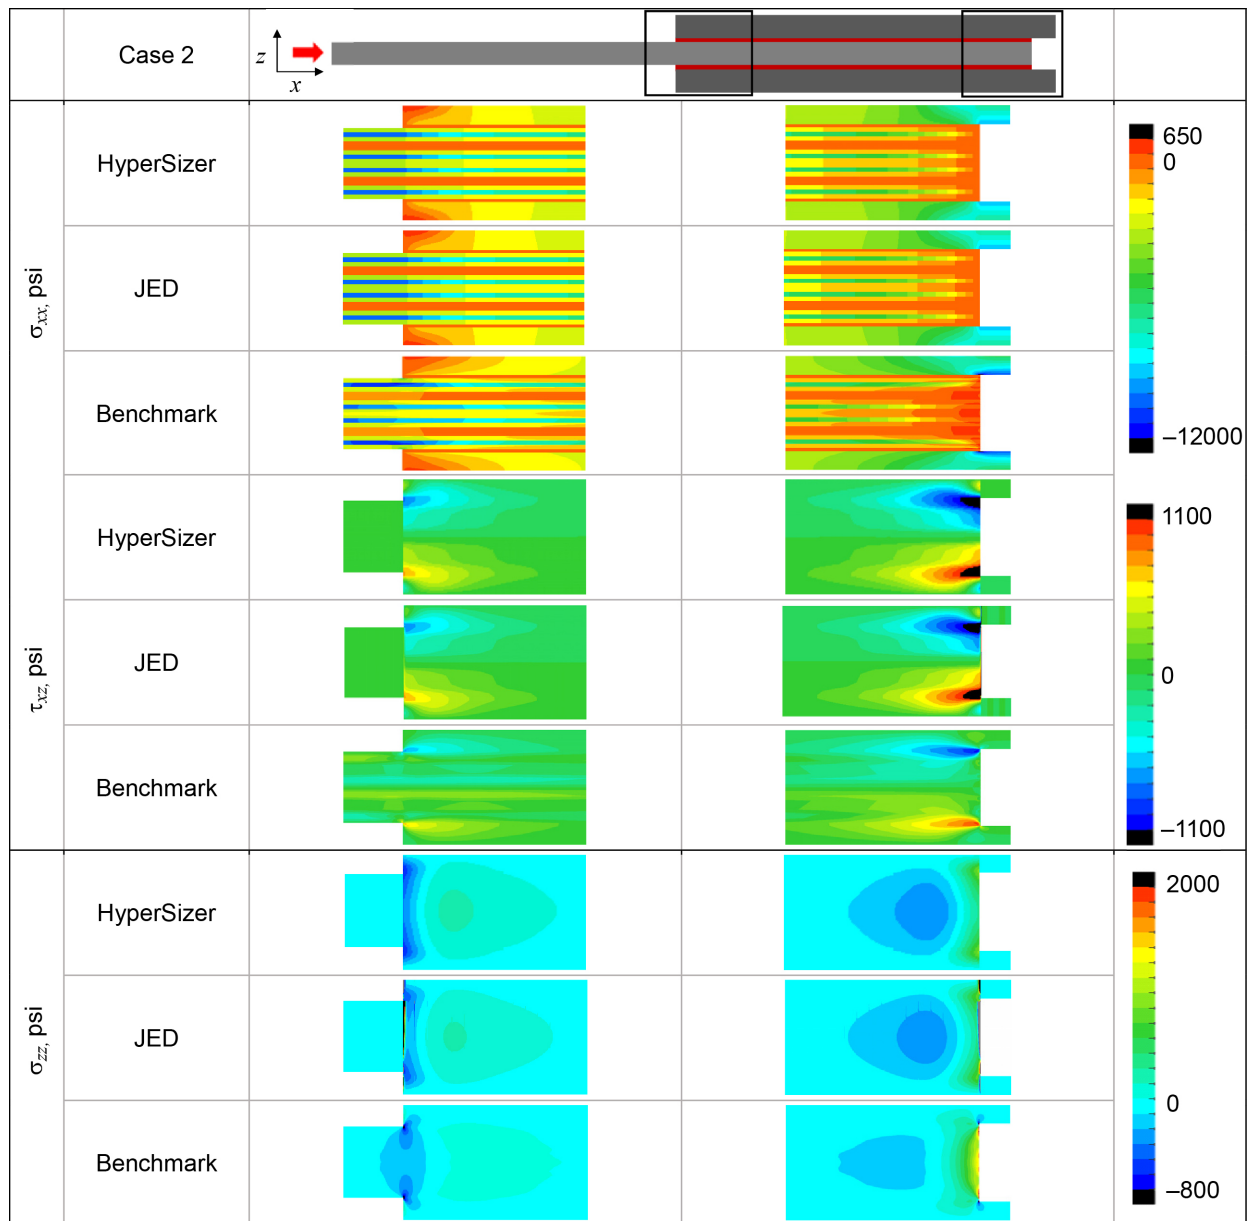 Case 2
z
x
σxx, psi
HyperSizer
JED
Benchmark
650
0
–12000
τxz, psi
HyperSizer
JED
Benchmark
1100
0
–1100
σzz, psi
HyperSizer
JED
Benchmark
2000
0
–800